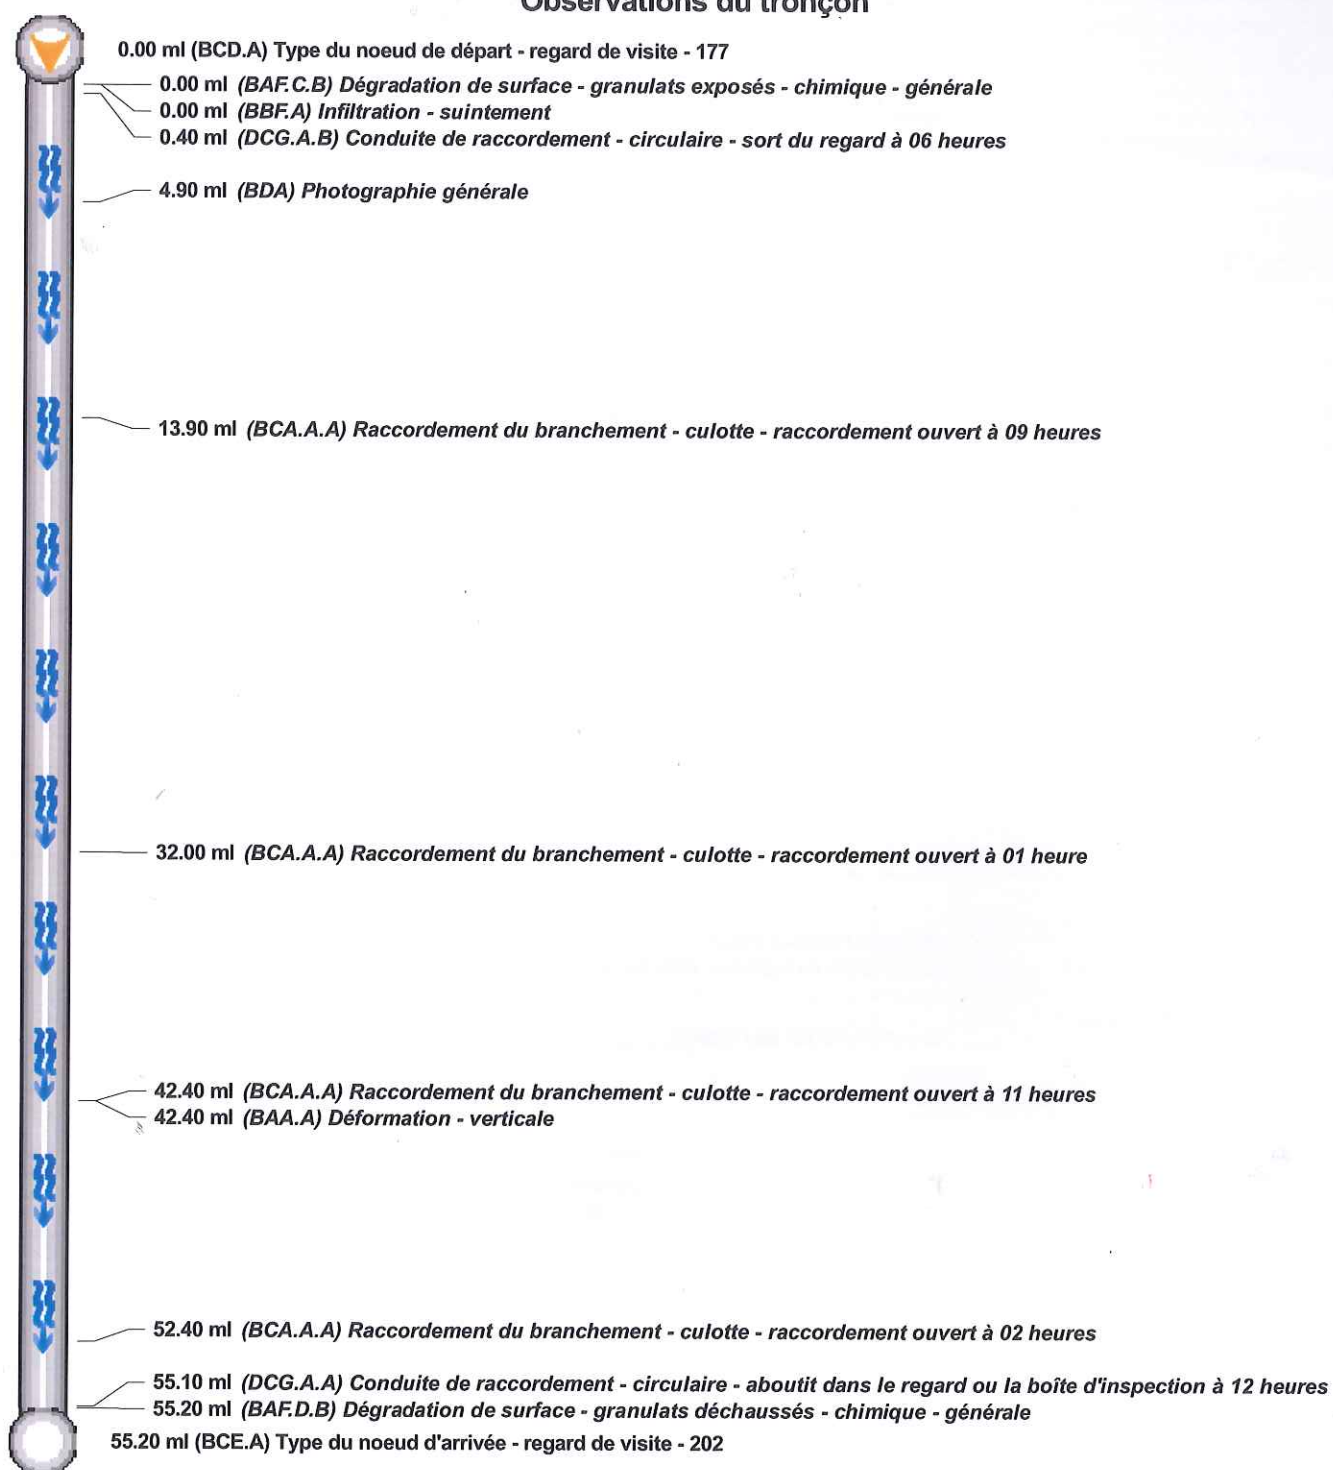 Observations du tronçon
0.00 ml (BCD.A) Type du noeud de départ - regard de visite - 177
0.00 ml (BAF.C.B) Dégradation de surface - granulats exposés - chimique - générale
0.00 ml (BBF.A) Infiltration - suintement
0.40 ml (DCG.A.B) Conduite de raccordement - circulaire - sort du regard à 06 heures
4.90 ml (BDA) Photographie générale
13.90 ml (BCA.A.A) Raccordement du branchement - culotte - raccordement ouvert à 09 heures
32.00 ml (BCA.A.A) Raccordement du branchement - culotte - raccordement ouvert à 01 heure
42.40 ml (BCA.A.A) Raccordement du branchement - culotte - raccordement ouvert à 11 heures
42.40 ml (BAA.A) Déformation - verticale
52.40 ml (BCA.A.A) Raccordement du branchement - culotte - raccordement ouvert à 02 heures
55.10 ml (DCG.A.A) Conduite de raccordement - circulaire - aboutit dans le regard ou la boîte d'inspection à 12 heures
55.20 ml (BAF.D.B) Dégradation de surface - granulats déchaussés - chimique - générale
55.20 ml (BCE.A) Type du noeud d'arrivée - regard de visite - 202